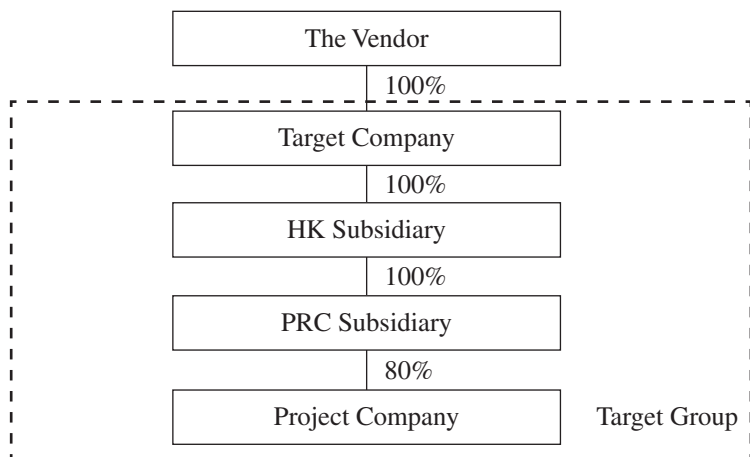 The Vendor
100%
Target Company
100%
HK Subsidiary
100%
PRC Subsidiary
80%
Project Company
Target Group